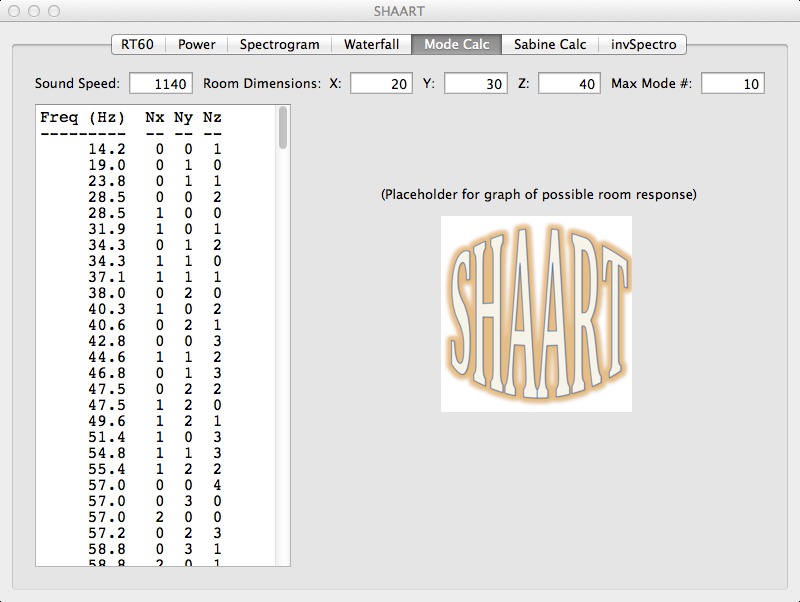 SHAART
RT60 Power Spectrogram Waterfall Mode Calc Sabine Calc invSpectro
Sound Speed: 1140 Room Dimensions: X: 20 Y: 30 Z: 40 Max Mode #: 10
Freq (Hz) Nx Ny Nz
--------- -- -- --
14.2 0 0 1
19.0 0 1 0
23.8 0 1 1
28.5 0 0 2
28.5 1 0 0
31.9 1 0 1
34.3 0 1 2
34.3 1 1 0
37.1 1 1 1
38.0 0 2 0
40.3 1 0 2
40.6 0 2 1
42.8 0 0 3
44.6 1 1 2
46.8 0 1 3
47.5 0 2 2
47.5 1 2 0
49.6 1 2 1
51.4 1 0 3
54.8 1 1 3
55.4 1 2 2
57.0 0 0 4
57.0 0 3 0
57.0 2 0 0
57.2 0 2 3
58.8 0 3 1
58.8 2 0 1
(Placeholder for graph of possible room response)
SHAART